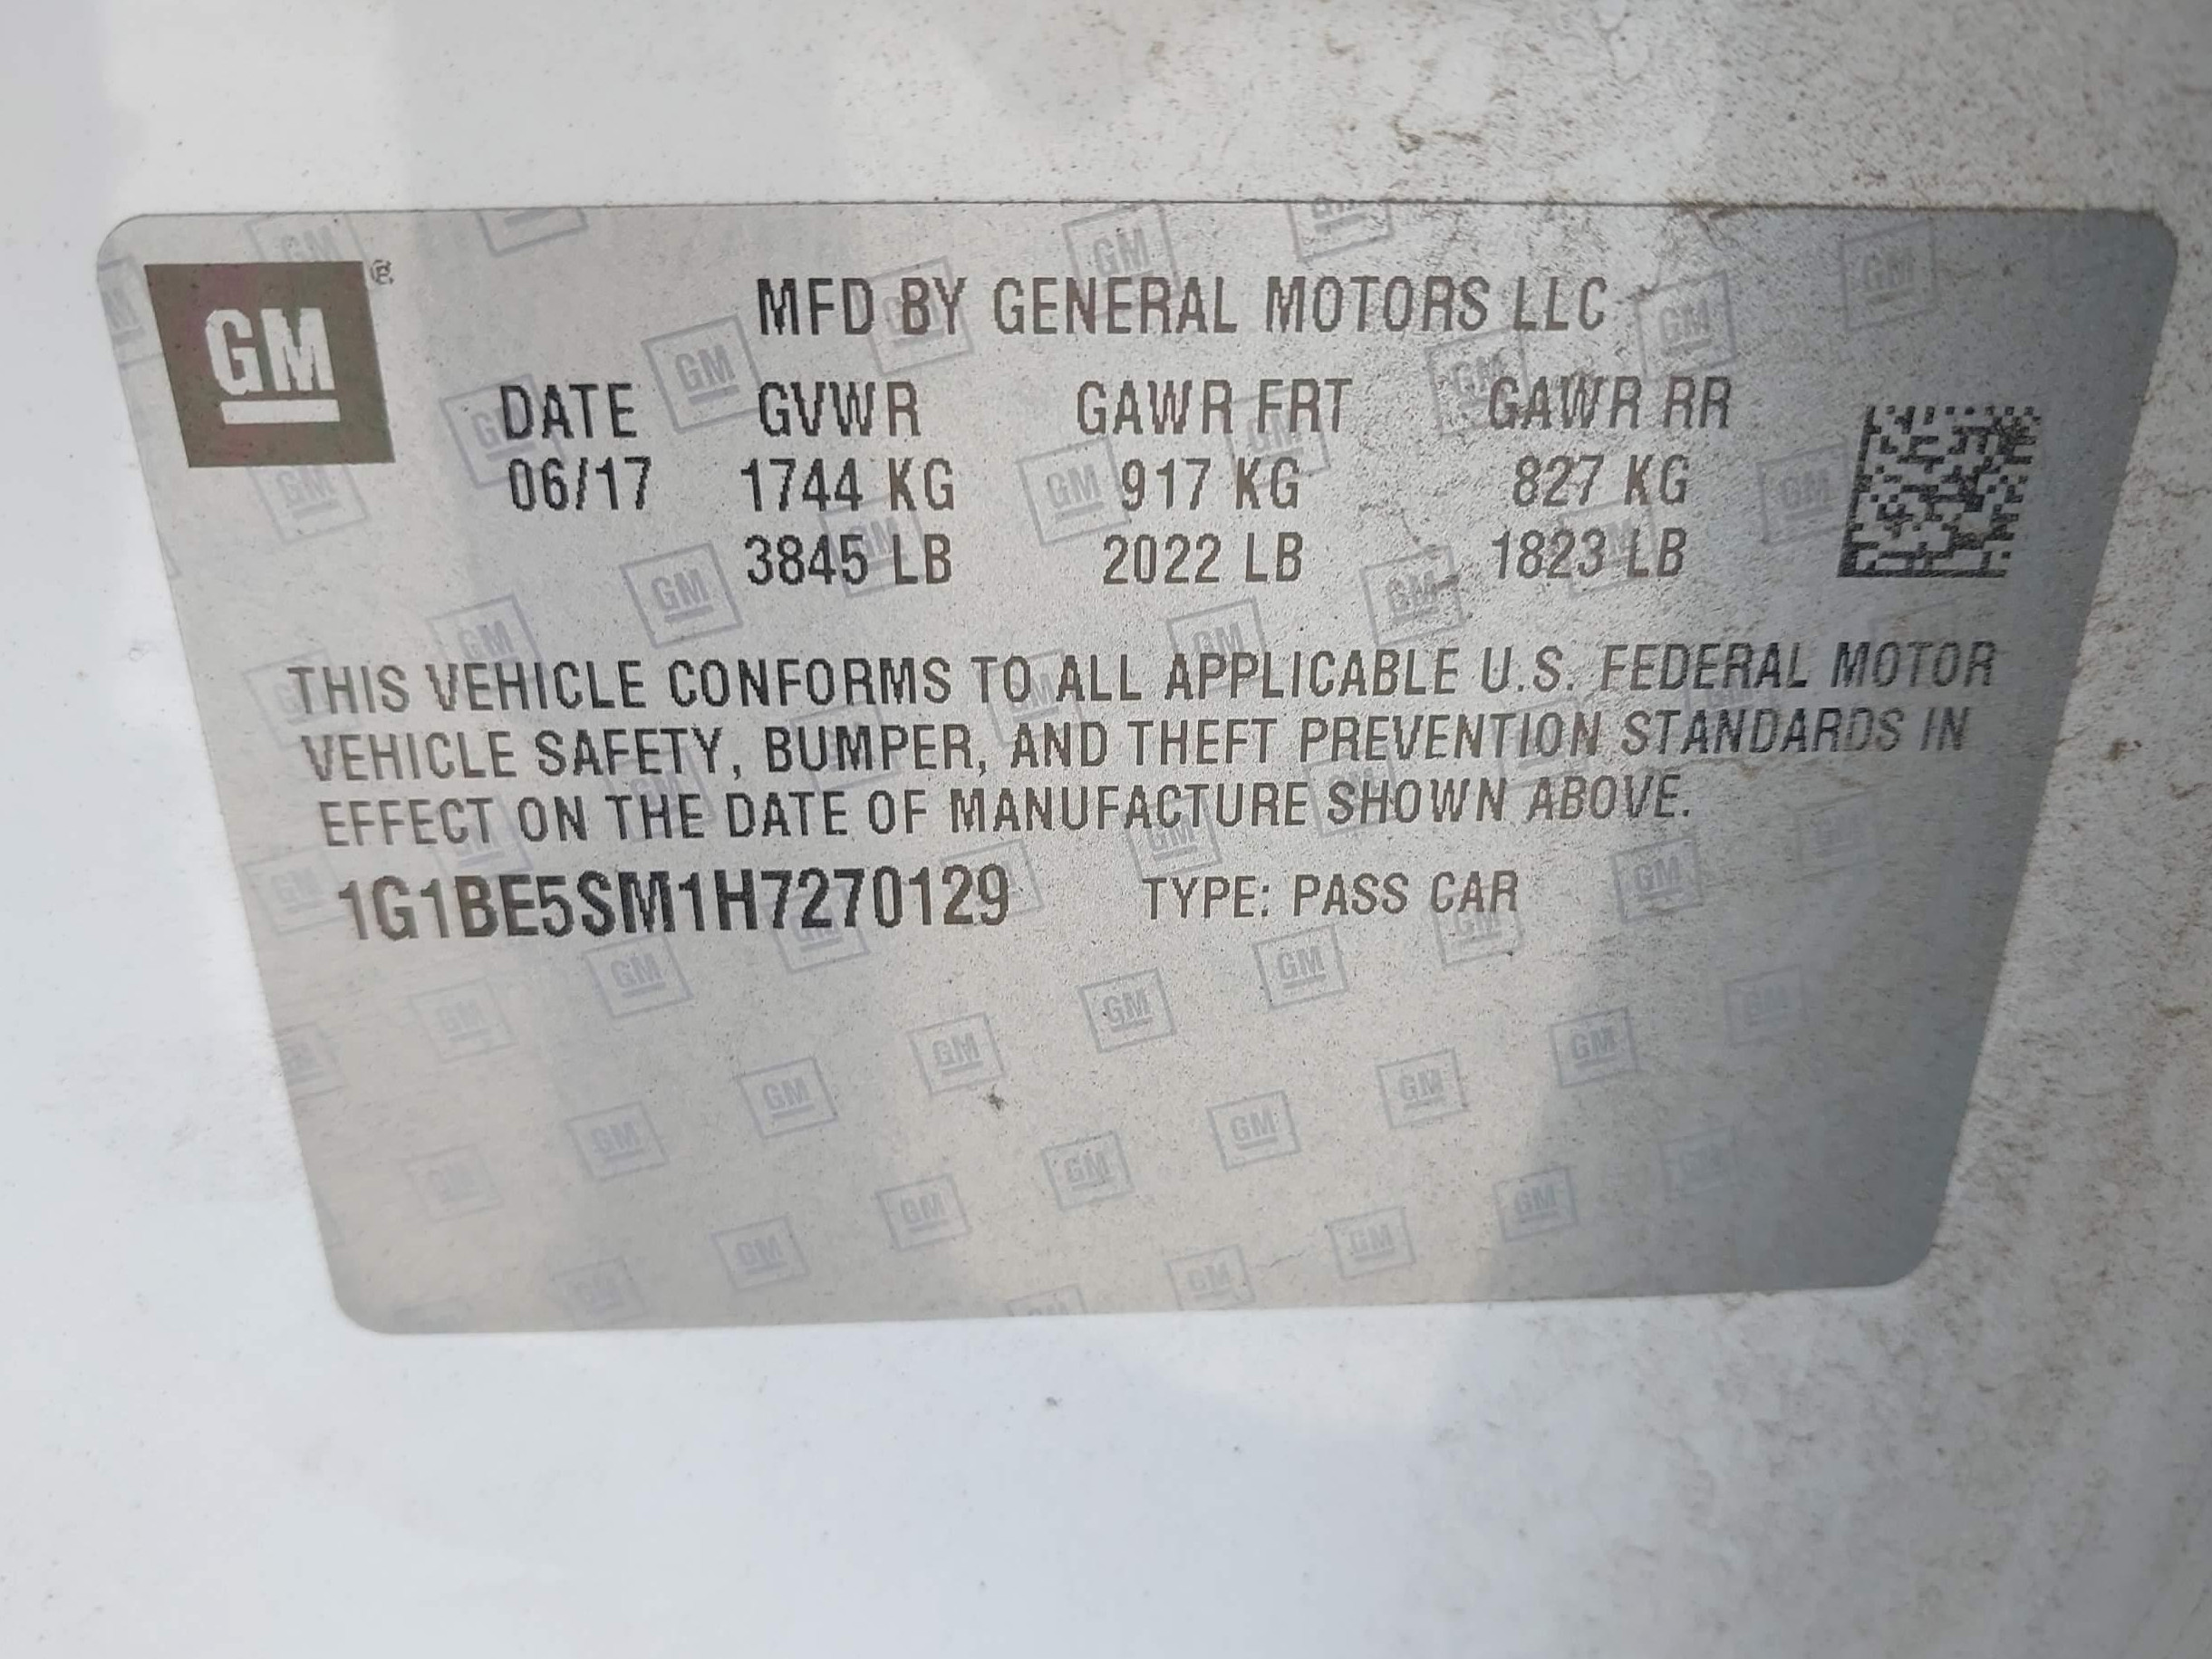 GM ®
MFD BY GENERAL MOTORS LLC
DATE GVWR GAWR FRT GAWR RR
06/17 1744 KG 917 KG 827 KG
3845 LB 2022 LB 1823 LB
THIS VEHICLE CONFORMS TO ALL APPLICABLE U.S. FEDERAL MOTOR
VEHICLE SAFETY, BUMPER, AND THEFT PREVENTION STANDARDS IN
EFFECT ON THE DATE OF MANUFACTURE SHOWN ABOVE.
1G1BE5SM1H7270129 TYPE: PASS CAR